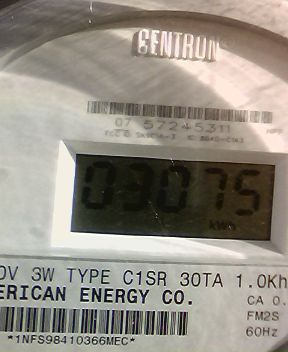 CENTRON
07 57245311
03075
kWh
0V 3W TYPE C1SR 30TA 1.0Kh
ERICAN ENERGY CO.
CA 0.
FM2S
60Hz
*1NFS98410366MEC*